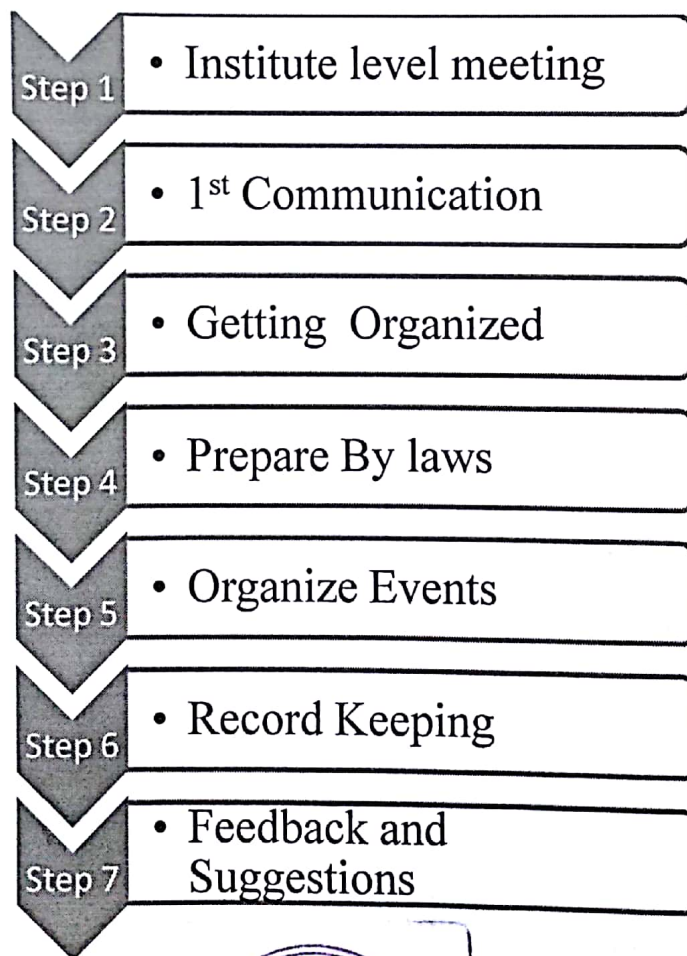 Step 1
• Institute level meeting
Step 2
• 1st Communication
Step 3
• Getting Organized
Step 4
• Prepare By laws
Step 5
• Organize Events
Step 6
• Record Keeping
Step 7
• Feedback and
Suggestions